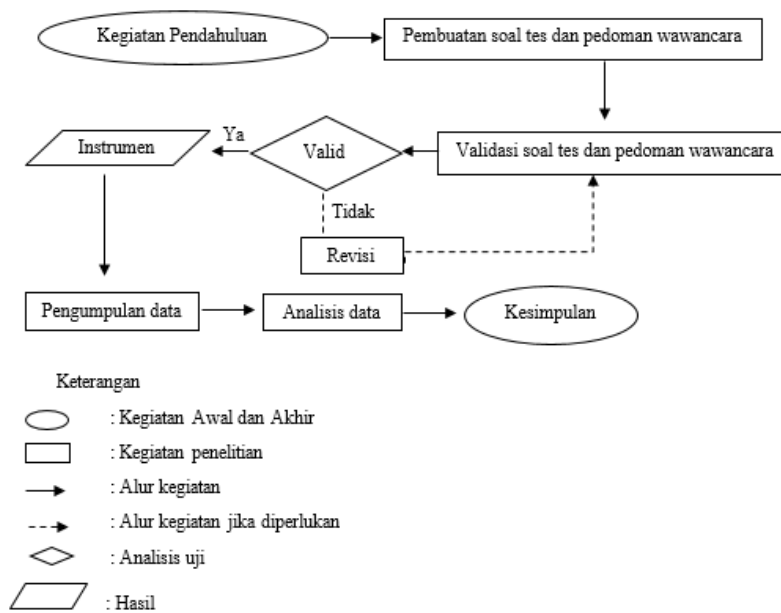 Kegiatan Pendahuluan
Pembuatan soal tes dan pedoman wawancara
Validasi soal tes dan pedoman wawancara
Valid
Ya
Instrumen
Tidak
Revisi
Pengumpulan data
Analisis data
Kesimpulan
Keterangan
: Kegiatan Awal dan Akhir
: Kegiatan penelitian
: Alur kegiatan
: Alur kegiatan jika diperlukan
: Analisis uji
: Hasil